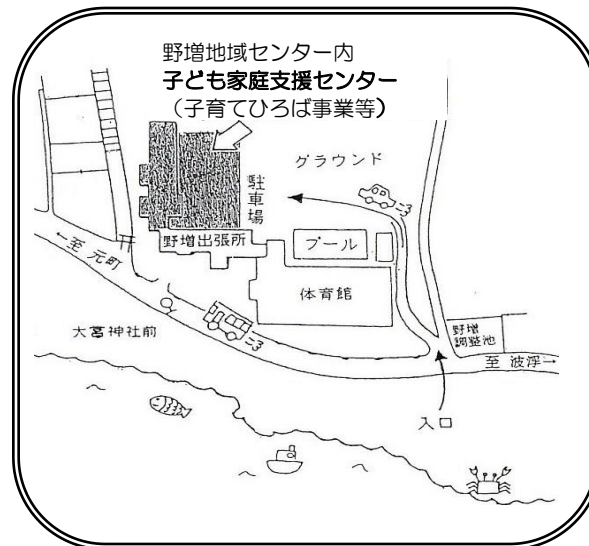 野増地域センター内
子ども家庭支援センター
（子育てひろば事業等）
グラウンド
駐車場
野増出張所
プール
←至 元町
体育館
大宮神社前
野増
調整池
至 波浮→
入口